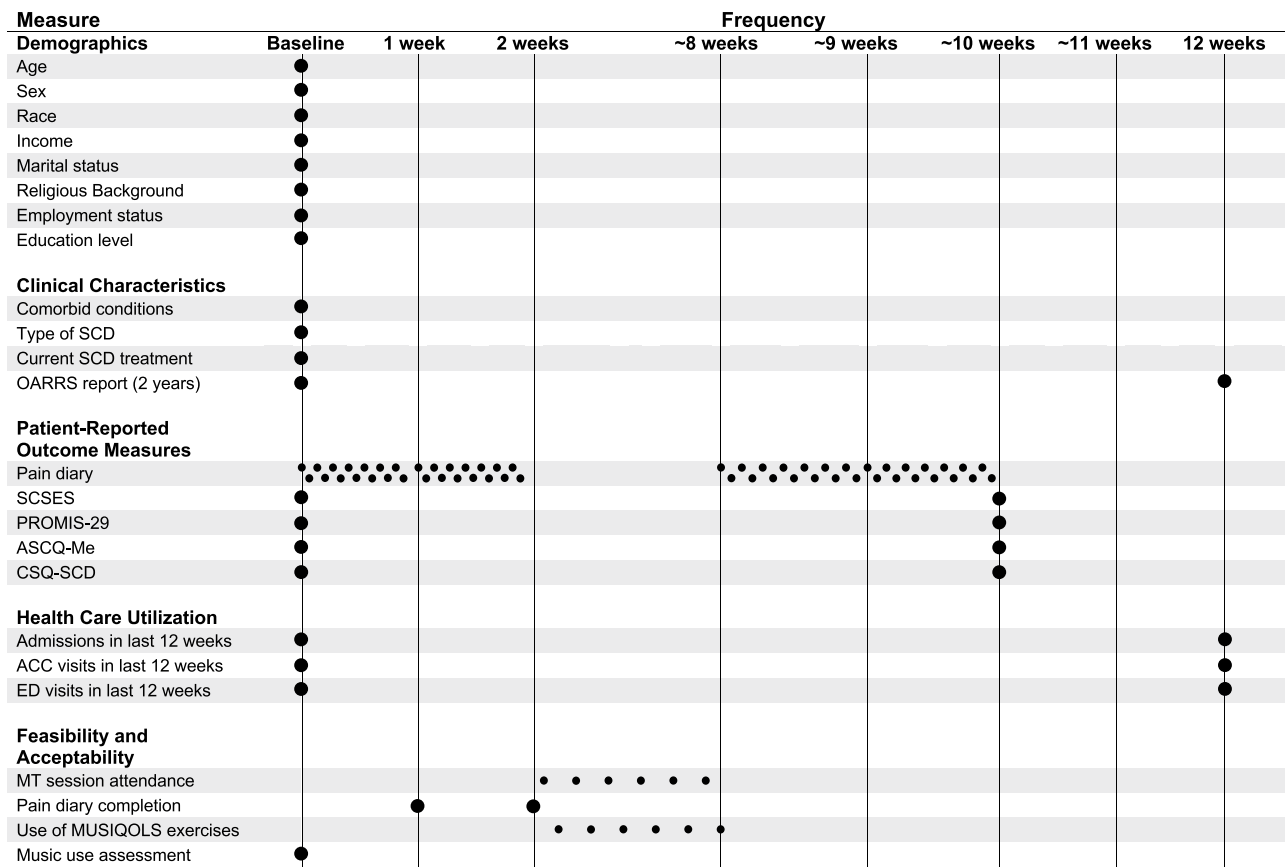 Measure Frequency
Demographics Baseline 1 week 2 weeks ~8 weeks ~9 weeks ~10 weeks ~11 weeks 12 weeks
Age
Sex
Race
Income
Marital status
Religious Background
Employment status
Education level
Clinical Characteristics
Comorbid conditions
Type of SCD
Current SCD treatment
OARRS report (2 years)
Patient-Reported
Outcome Measures
Pain diary
SCSES
PROMIS-29
ASCQ-Me
CSQ-SCD
Health Care Utilization
Admissions in last 12 weeks
ACC visits in last 12 weeks
ED visits in last 12 weeks
Feasibility and
Acceptability
MT session attendance
Pain diary completion
Use of MUSIQOLS exercises
Music use assessment